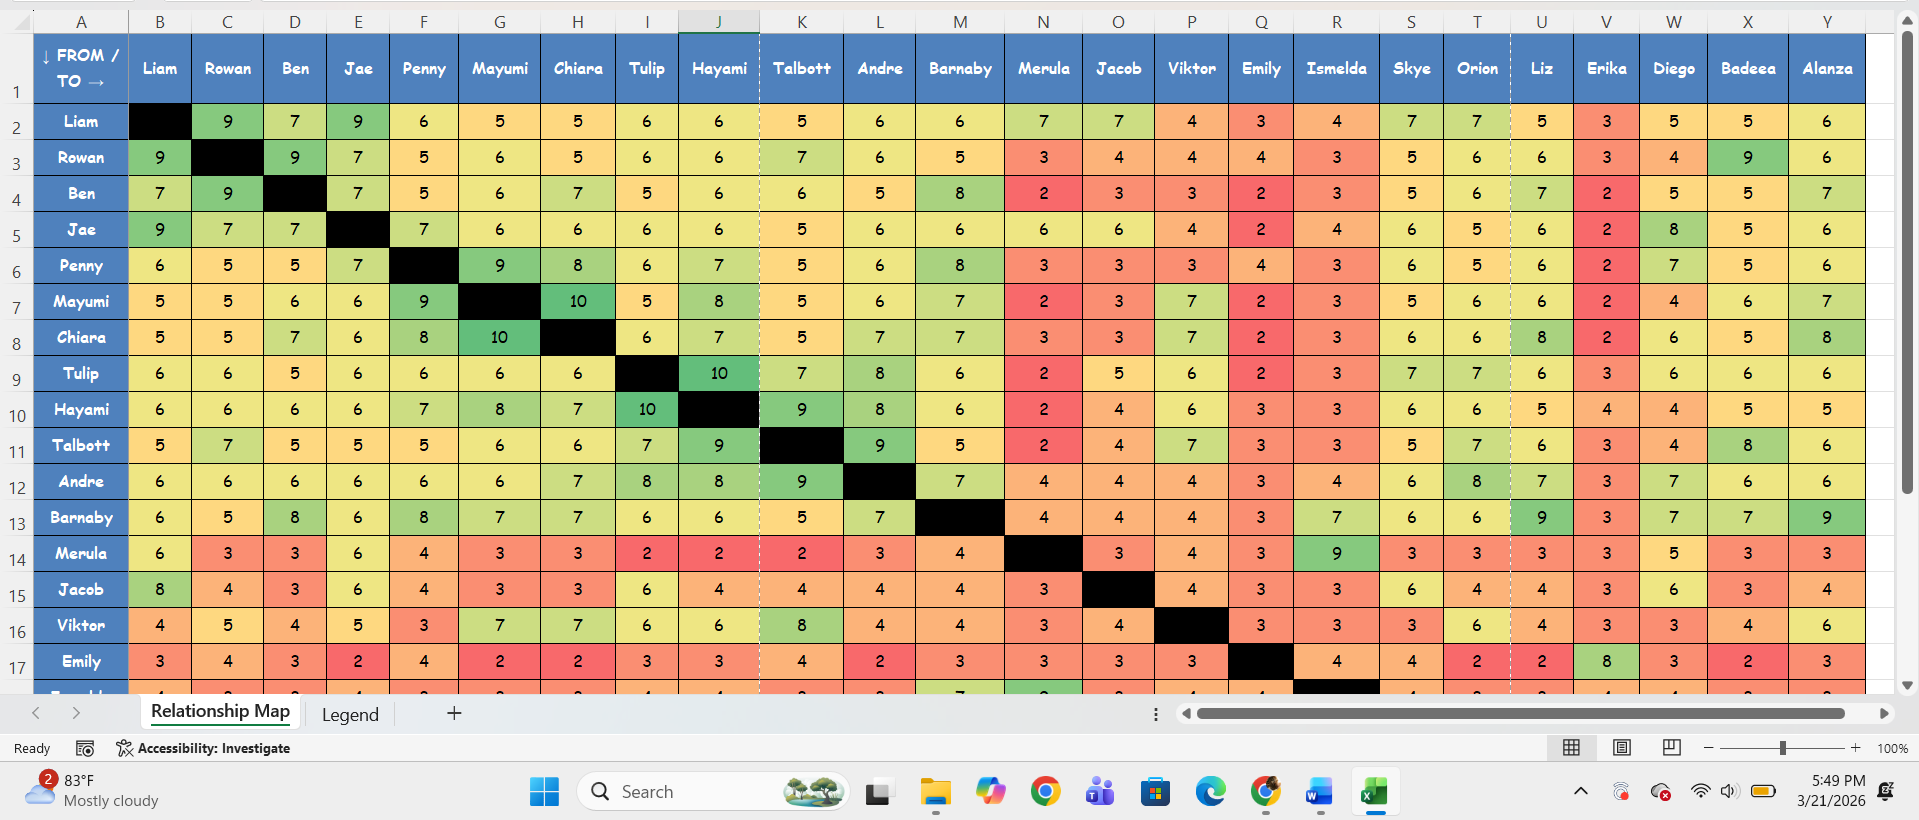 A B C D E F G H I J K L M N O P Q R S T U V W X Y
1 ↓ FROM / TO → Liam Rowan Ben Jae Penny Mayumi Chiara Tulip Hayami Talbott Andre Barnaby Merula Jacob Viktor Emily Ismelda Skye Orion Liz Erika Diego Badeea Alanza
2 Liam 9 7 9 6 5 5 6 6 5 6 6 7 7 4 3 4 7 7 5 3 5 5 6
3 Rowan 9 9 7 5 6 5 6 6 7 6 5 3 4 4 4 3 5 6 6 3 4 9 6
4 Ben 7 9 7 5 6 7 5 6 6 5 8 2 3 3 2 3 5 6 7 2 5 5 7
5 Jae 9 7 7 7 6 6 6 6 5 6 6 6 6 4 2 4 6 5 6 2 8 5 6
6 Penny 6 5 5 7 9 8 6 7 5 6 8 3 3 3 4 3 6 5 6 2 7 5 6
7 Mayumi 5 5 6 6 9 10 5 8 5 6 7 2 3 7 2 3 5 6 6 2 4 6 7
8 Chiara 5 5 7 6 8 10 6 7 5 7 7 3 3 7 2 3 6 6 8 2 6 5 8
9 Tulip 6 6 5 6 6 6 6 10 7 8 6 2 5 6 2 3 7 7 6 3 6 6 6
10 Hayami 6 6 6 6 7 8 7 10 9 8 6 2 4 6 3 3 6 6 5 4 4 5 5
11 Talbott 5 7 5 5 5 6 6 7 9 9 5 2 4 7 3 3 5 7 6 3 4 8 6
12 Andre 6 6 6 6 6 6 7 8 8 9 7 4 4 4 3 4 6 8 7 3 7 6 6
13 Barnaby 6 5 8 6 8 7 7 6 6 5 7 4 4 4 3 7 6 6 9 3 7 7 9
14 Merula 6 3 3 6 4 3 3 2 2 2 3 4 3 4 3 9 3 3 3 3 5 3 3
15 Jacob 8 4 3 6 4 3 3 6 4 4 4 4 3 4 3 3 6 4 4 3 6 3 4
16 Viktor 4 5 4 5 3 7 7 6 6 8 4 4 3 4 3 3 3 6 4 3 3 4 6
17 Emily 3 4 3 2 4 2 2 3 3 4 2 3 3 3 3 4 4 2 2 8 3 2 3
Relationship Map Legend +
Ready Accessibility: Investigate 100%
2 83°F
Mostly cloudy
Search
5:49 PM
3/21/2026